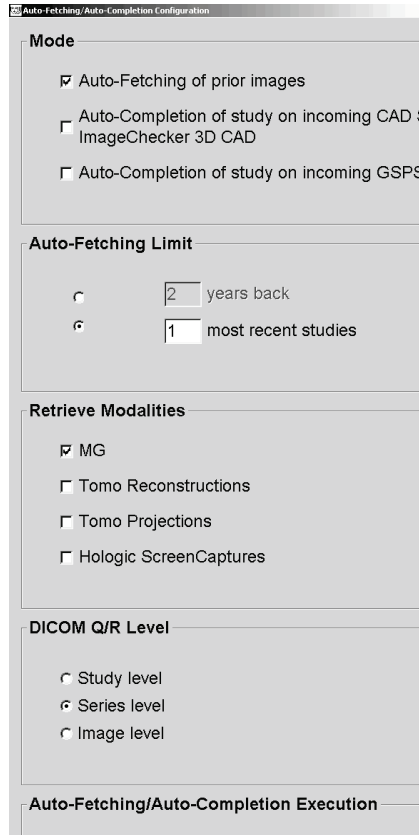 Auto-Fetching/Auto-Completion Configuration
Mode
Auto-Fetching of prior images
Auto-Completion of study on incoming CAD
ImageChecker 3D CAD
Auto-Completion of study on incoming GSPS
Auto-Fetching Limit
2 years back
1 most recent studies
Retrieve Modalities
MG
Tomo Reconstructions
Tomo Projections
Hologic ScreenCaptures
DICOM Q/R Level
Study level
Series level
Image level
Auto-Fetching/Auto-Completion Execution